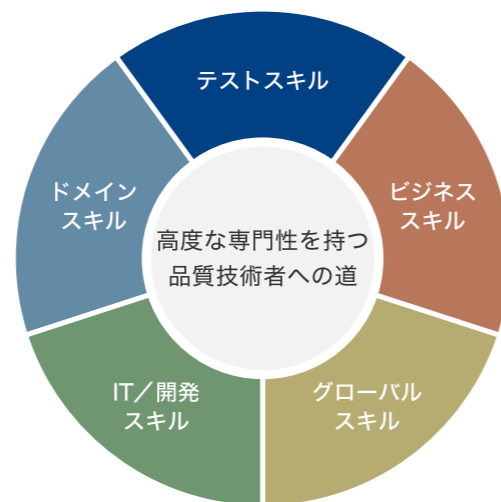 テストスキル
ドメイン
スキル
ビジネス
スキル
高度な専門性を持つ
品質技術者への道
IT／開発
スキル
グローバル
スキル